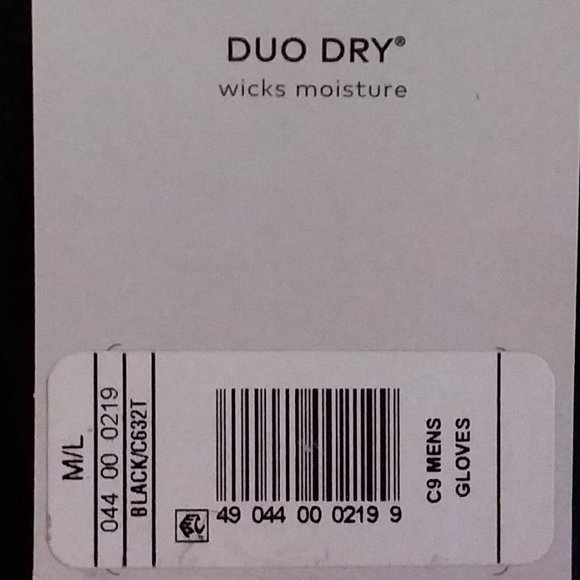 DUO DRY®
wicks moisture
M/L
044 00 0219
BLACK/C632T
49 044 00 0219 9
C9 MENS
GLOVES